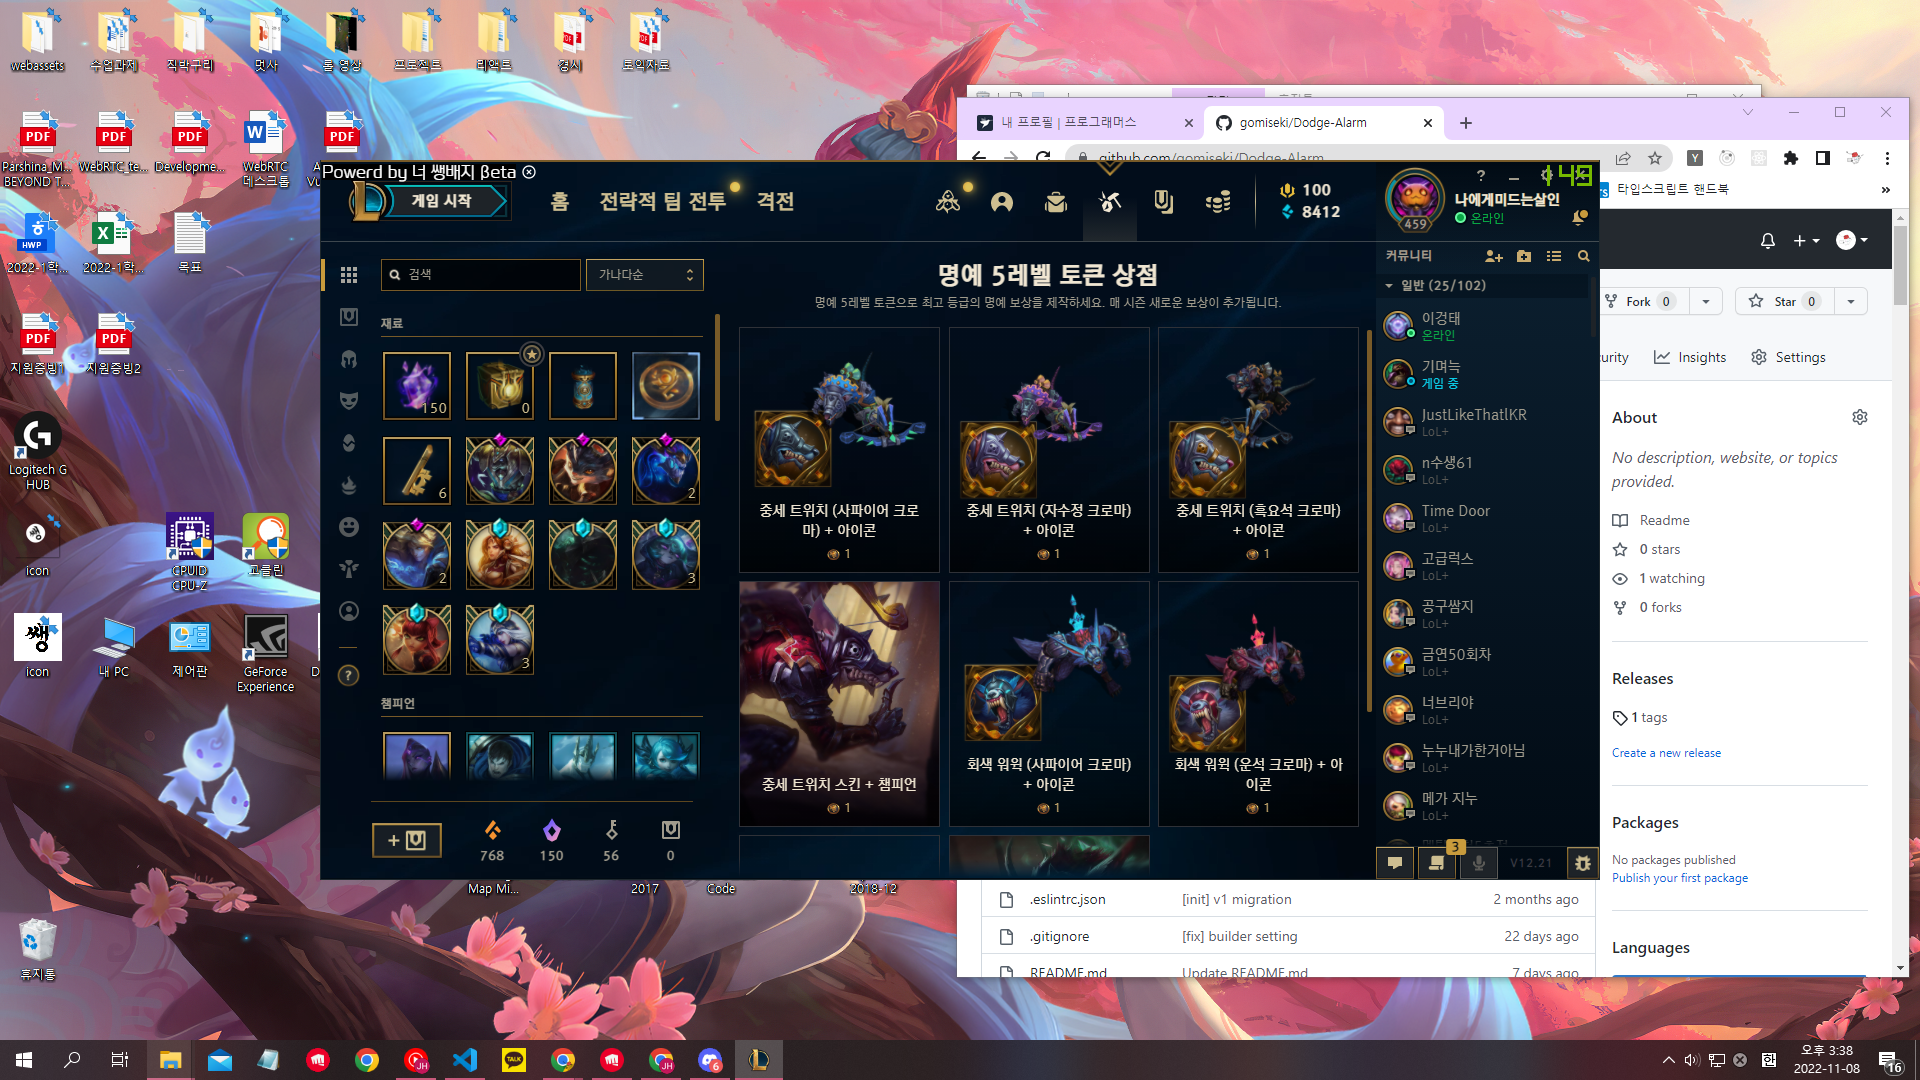 webassets
수업과제
직박구리
멋사
롤 영상
프로젝트
리액트
경시
토익자료
Parshina_M... BEYOND T...
WebRTC_te...
Developme...
WebRTC 데스크톱
2022-1학...
2022-1학...
목표
지원증빙1
지원증빙2
Logitech G HUB
icon
CPUID CPU-Z
고클린
icon
내 PC
제어판
GeForce Experience
휴지통
Map Mi...
2017
Code
2018-12
Powerd by 너 쌩배지 βeta
게임 시작
홈
전략적 팀 전투
격전
100
8412
459
나에게미드는살인
온라인
검색
가나다순
재료
150
0
6
2
2
3
3
챔피언
768
150
56
0
명예 5레벨 토큰 상점
명예 5레벨 토큰으로 최고 등급의 명예 보상을 제작하세요. 매 시즌 새로운 보상이 추가됩니다.
중세 트위치 (사파이어 크로
마) + 아이콘
1
중세 트위치 (자수정 크로마)
+ 아이콘
1
중세 트위치 (흑요석 크로마)
+ 아이콘
1
중세 트위치 스킨 + 챔피언
1
회색 워윅 (사파이어 크로마)
+ 아이콘
1
회색 워윅 (운석 크로마) + 아
이콘
1
커뮤니티
일반 (25/102)
이겅태
온라인
기며늑
게임 중
JustLikeThatlKR
LoL+
n수생61
LoL+
Time Door
LoL+
고급럭스
LoL+
공구쌈지
LoL+
금연50회차
LoL+
너브리야
LoL+
누누내가한거아님
LoL+
메가 지누
LoL+
3
V12.21
내 프로필 | 프로그래머스
gomiseki/Dodge-Alarm
github.com/gomiseki/Dodge-Alarm
타입스크립트 핸드북
Fork 0
Star 0
Insights
Settings
About
No description, website, or topics
provided.
Readme
0 stars
1 watching
0 forks
Releases
1 tags
Create a new release
Packages
No packages published
Publish your first package
Languages
.eslintrc.json
[init] v1 migration
2 months ago
.gitignore
[fix] builder setting
22 days ago
README.md
Update README.md
7 days ago
오후 3:38
2022-11-08
16